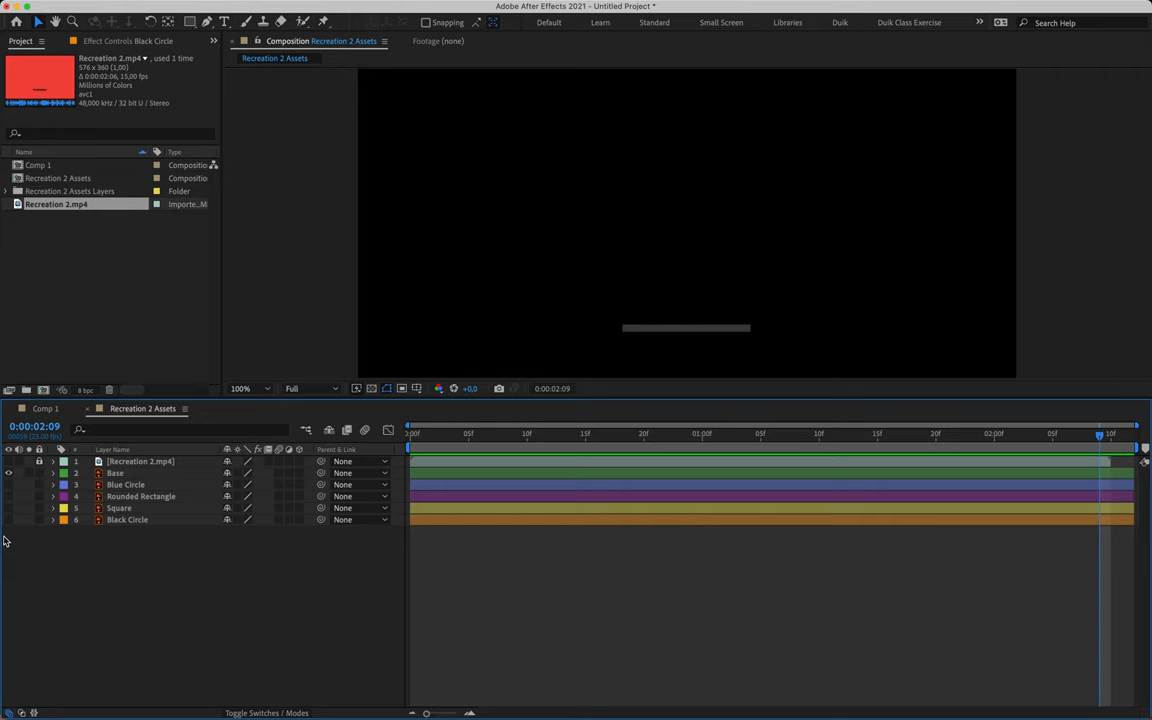 Adobe After Effects 2021 - Untitled Project *
Snapping
Default
Learn
Standard
Small Screen
Libraries
Duik
Duik Class Exercise
Search Help
Project
Effect Controls Black Circle
Composition Recreation 2 Assets
Footage (none)
Recreation 2 Assets
Recreation 2.mp4 , used 1 time
576 x 360 (1,00)
Δ 0:00:02:06, 15,00 fps
Millions of Colors
avc1
48,000 kHz / 32 bit U / Stereo
Name
Type
Comp 1
Compositio
Recreation 2 Assets
Compositio
Recreation 2 Assets Layers
Folder
Recreation 2.mp4
Importe...M
8 bpc
100%
Full
+0,0
0:00:02:09
Comp 1
Recreation 2 Assets
0:00:02:09
00059 (25.00 fps)
#
Layer Name
Parent & Link
2:00f
05f
10f
15f
20f
01:00f
05f
10f
15f
20f
02:00f
05f
10f
1
[Recreation 2.mp4]
None
2
Base
None
3
Blue Circle
None
4
Rounded Rectangle
None
5
Square
None
6
Black Circle
None
Toggle Switches / Modes